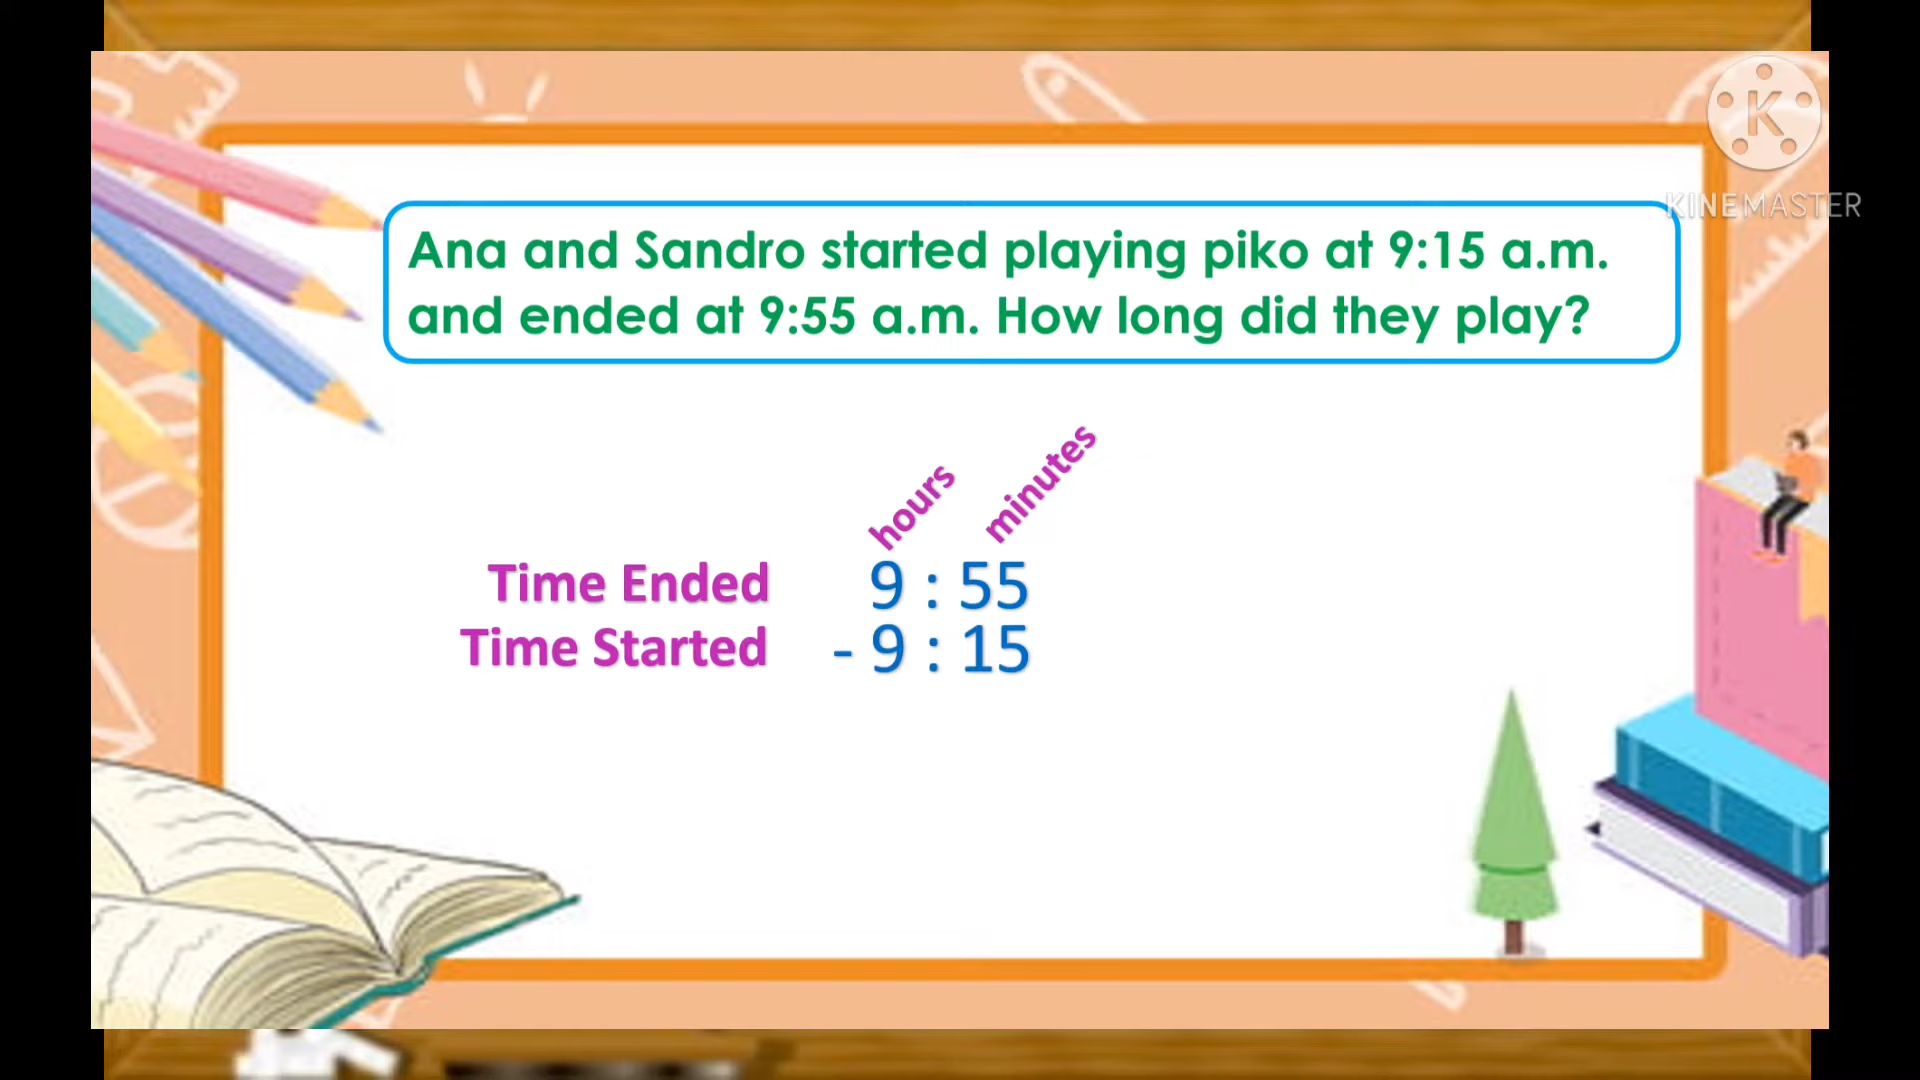 K
KINEMASTER
Ana and Sandro started playing piko at 9:15 a.m.
and ended at 9:55 a.m. How long did they play?
hours minutes
Time Ended 9 : 55
Time Started - 9 : 15